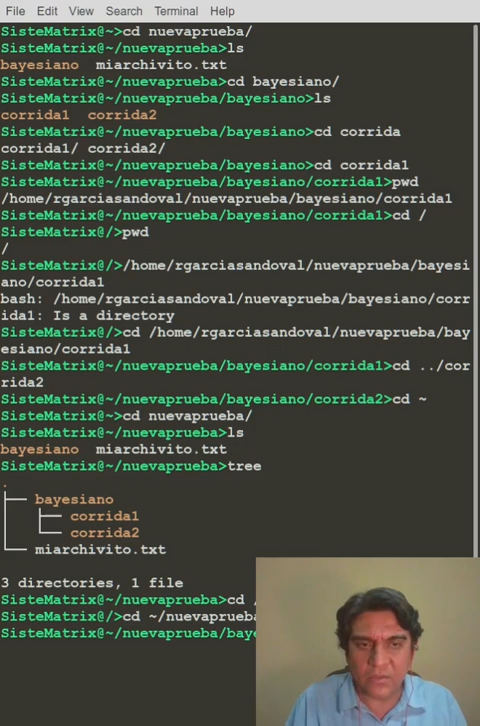 File Edit View Search Terminal Help
SisteMatrix@~>cd nuevaprueba/
SisteMatrix@~/nuevaprueba>ls
bayesiano  miarchivito.txt
SisteMatrix@~/nuevaprueba>cd bayesiano/
SisteMatrix@~/nuevaprueba/bayesiano>ls
corrida1  corrida2
SisteMatrix@~/nuevaprueba/bayesiano>cd corrida
corrida1/ corrida2/
SisteMatrix@~/nuevaprueba/bayesiano>cd corrida1
SisteMatrix@~/nuevaprueba/bayesiano/corrida1>pwd
/home/rgarciasandoval/nuevaprueba/bayesiano/corrida1
SisteMatrix@~/nuevaprueba/bayesiano/corrida1>cd /
SisteMatrix@/>pwd
/
SisteMatrix@/>/home/rgarciasandoval/nuevaprueba/bayesi
ano/corrida1
bash: /home/rgarciasandoval/nuevaprueba/bayesiano/corr
ida1: Is a directory
SisteMatrix@/>cd /home/rgarciasandoval/nuevaprueba/bay
esiano/corrida1
SisteMatrix@~/nuevaprueba/bayesiano/corrida1>cd ../cor
rida2
SisteMatrix@~/nuevaprueba/bayesiano/corrida2>cd ~
SisteMatrix@~>cd nuevaprueba/
SisteMatrix@~/nuevaprueba>ls
bayesiano  miarchivito.txt
SisteMatrix@~/nuevaprueba>tree
.
├── bayesiano
│   ├── corrida1
│   └── corrida2
└── miarchivito.txt
3 directories, 1 file
SisteMatrix@~/nuevaprueba>cd /
SisteMatrix@/>cd ~/nuevaprueba
SisteMatrix@~/nuevaprueba/baye